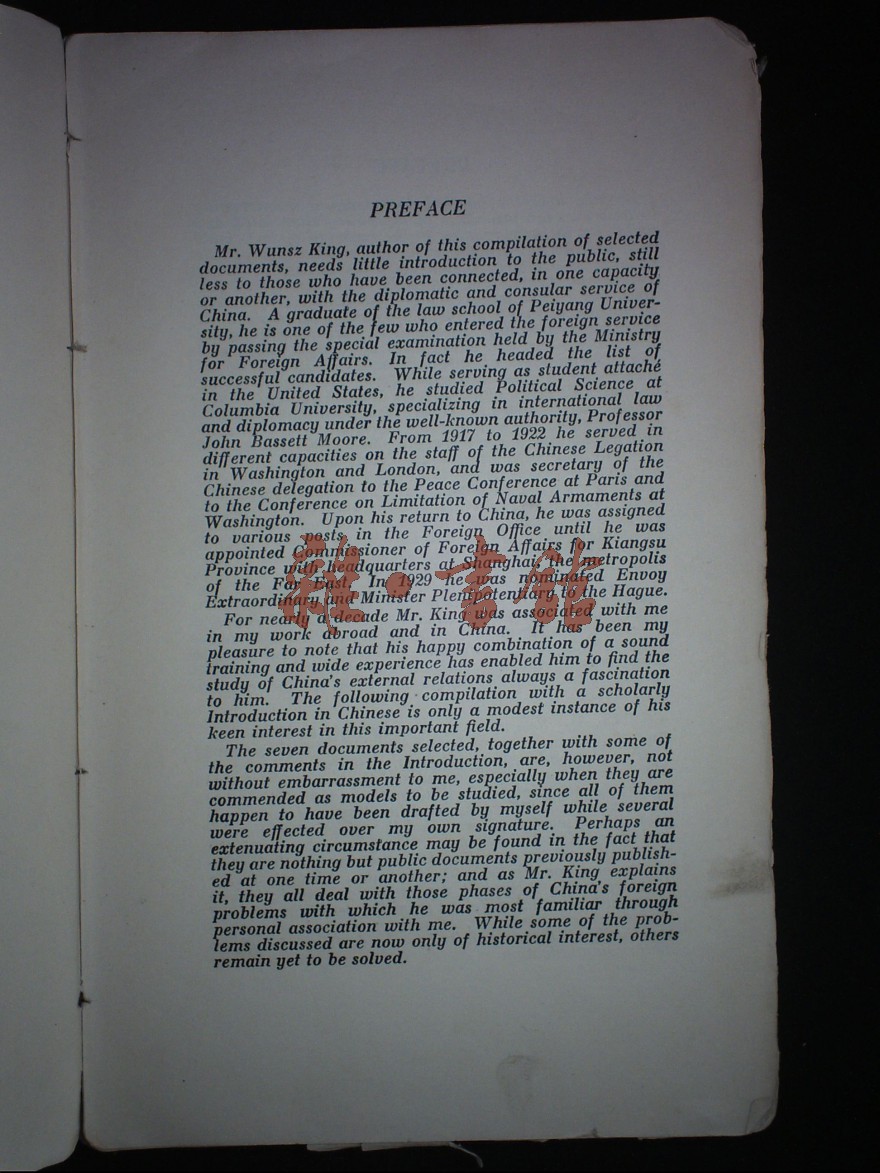 PREFACE
Mr. Wunsz King, author of this compilation of selected
documents, needs little introduction to the public, still
less to those who have been connected, in one capacity
or another, with the diplomatic and consular service of
China. A graduate of the law school of Peiyang Univer-
sity, he is one of the few who entered the foreign service
by passing the special examination held by the Ministry
for Foreign Affairs. In fact he headed the list of
successful candidates. While serving as student attaché
in the United States, he studied Political Science at
Columbia University, specializing in international law
and diplomacy under the well-known authority, Professor
John Bassett Moore. From 1917 to 1922 he served in
different capacities on the staff of the Chinese Legation
in Washington and London, and was secretary of the
Chinese delegation to the Peace Conference at Paris and
to the Conference on Limitation of Naval Armaments at
Washington. Upon his return to China, he was assigned
to various posts in the Foreign Office until he was
appointed Commissioner of Foreign Affairs for Kiangsu
Province with headquarters at Shanghai, the metropolis
of the Far East. In 1929 he was nominated Envoy
Extraordinary and Minister Plenipotentiary to the Hague.
For nearly a decade Mr. King was associated with me
in my work abroad and in China. It has been my
pleasure to note that his happy combination of a sound
training and wide experience has enabled him to find the
study of China's external relations always a fascination
to him. The following compilation with a scholarly
Introduction in Chinese is only a modest instance of his
keen interest in this important field.
The seven documents selected, together with some of
the comments in the Introduction, are, however, not
without embarrassment to me, especially when they are
commended as models to be studied, since all of them
happen to have been drafted by myself while several
were effected over my own signature. Perhaps an
extenuating circumstance may be found in the fact that
they are nothing but public documents previously publish-
ed at one time or another; and as Mr. King explains
it, they all deal with those phases of China's foreign
problems with which he was most familiar through
personal association with me. While some of the prob-
lems discussed are now only of historical interest, others
remain yet to be solved.